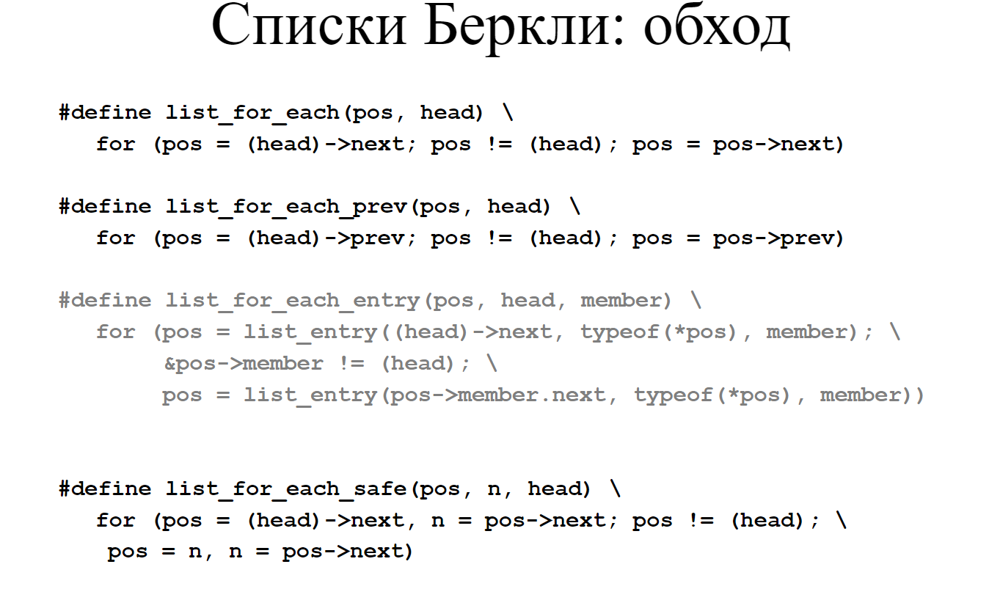 Списки Беркли: обход
#define list_for_each(pos, head) \
for (pos = (head)->next; pos != (head); pos = pos->next)
#define list_for_each_prev(pos, head) \
for (pos = (head)->prev; pos != (head); pos = pos->prev)
#define list_for_each_entry(pos, head, member) \
for (pos = list_entry((head)->next, typeof(*pos), member); \
&pos->member != (head); \
pos = list_entry(pos->member.next, typeof(*pos), member))
#define list_for_each_safe(pos, n, head) \
for (pos = (head)->next, n = pos->next; pos != (head); \
pos = n, n = pos->next)